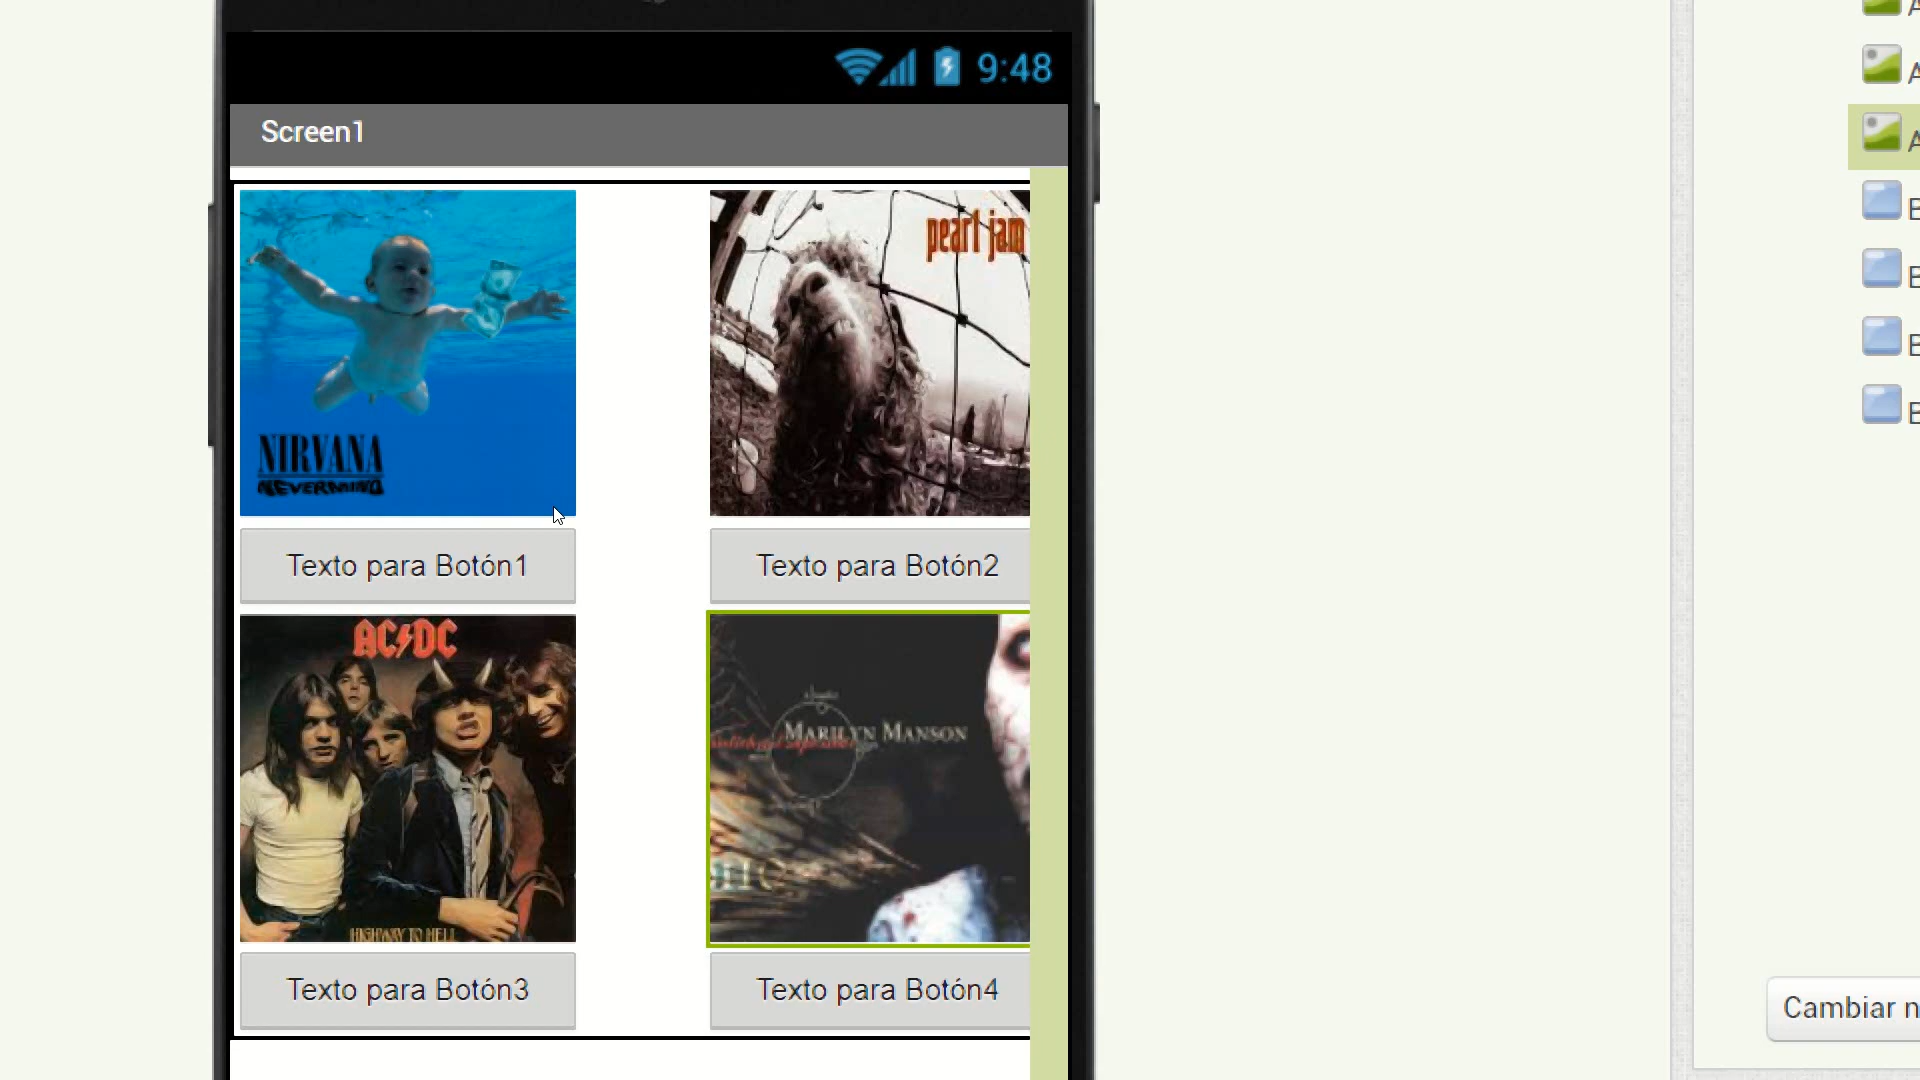 9:48
Screen1
pearl jam
NIRVANA
NEVERMIND
Texto para Botón1
Texto para Botón2
AC/DC
MARILYN MANSON
HIGHWAY TO HELL
Texto para Botón3
Texto para Botón4
A
A
A
B
B
B
B
Cambiar n